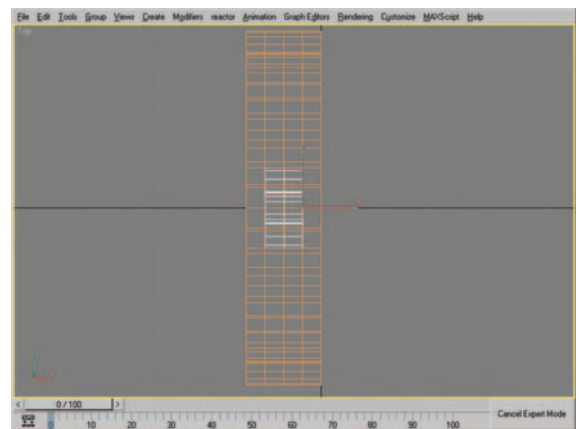 File Edit Tools Group Views Create Modifiers reactor Animation Graph Editors Rendering Customize MAXScript Help
Top
< 0 / 100 >
0 10 20 30 40 50 60 70 80 90 100
Cancel Expert Mode